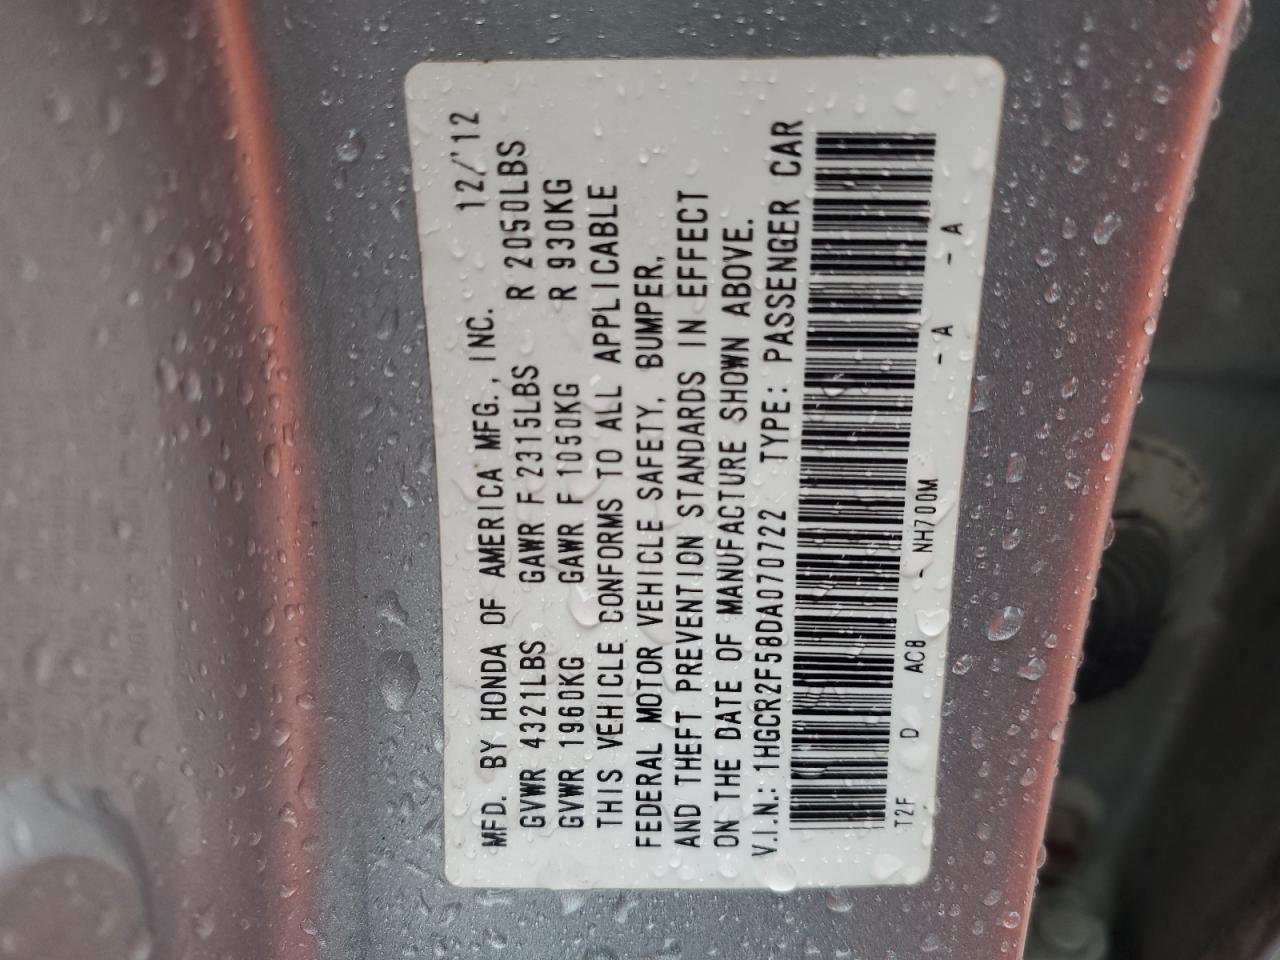 MFD. BY HONDA OF AMERICA MFG., INC. 12/'12
GVWR 4321LBS GAWR F 2315LBS R 2050LBS
GVWR 1960KG GAWR F 1050KG R 930KG
THIS VEHICLE CONFORMS TO ALL APPLICABLE
FEDERAL MOTOR VEHICLE SAFETY, BUMPER,
AND THEFT PREVENTION STANDARDS IN EFFECT
ON THE DATE OF MANUFACTURE SHOWN ABOVE.
V.I.N.: 1HGCR2F58DA070722 TYPE: PASSENGER CAR
T2F D AC8 - NH700M - A - A